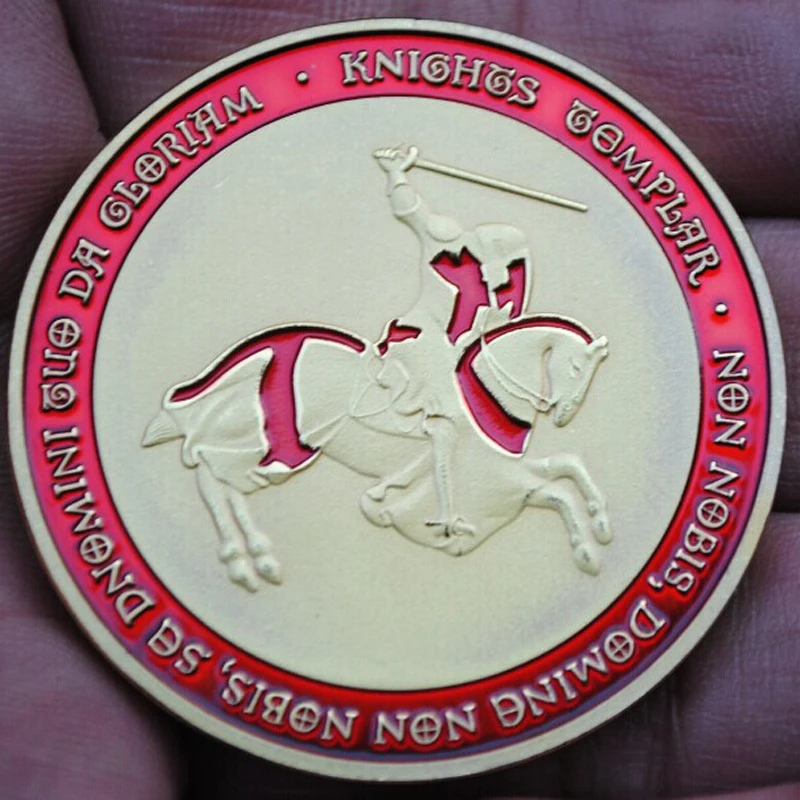 KNIGHTS TEMPLAR • NON NOBIS, DOMINE NON NOBIS, SE DNOMINI TUO DA GLORIAM •